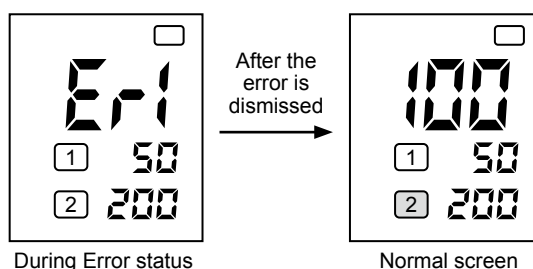 Er1
1 50
2 200
During Error status
After the
error is
dismissed
100
1 50
2 200
Normal screen